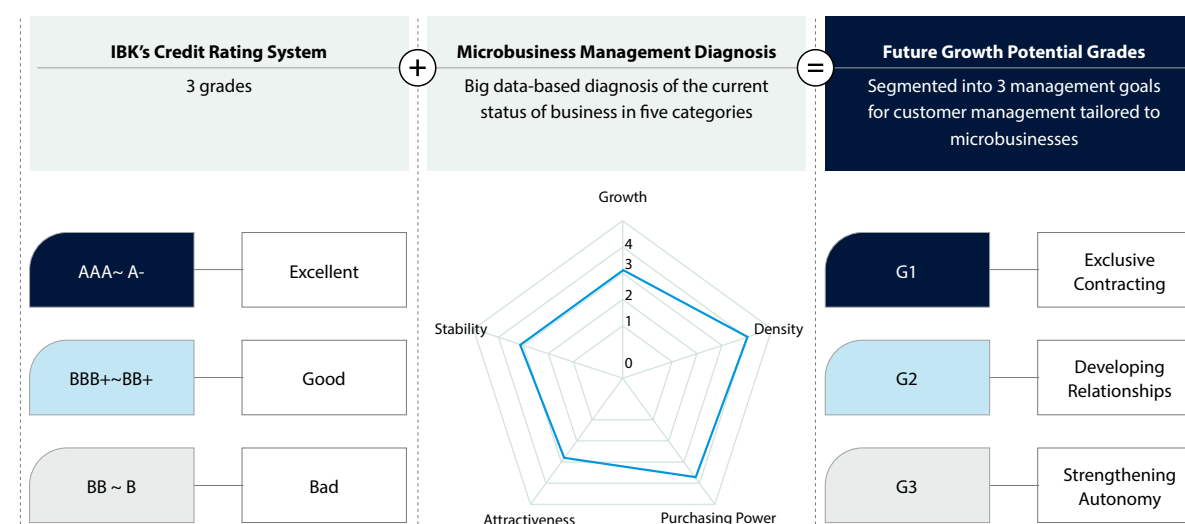 IBK's Credit Rating System
3 grades
+
Microbusiness Management Diagnosis
Big data-based diagnosis of the current
status of business in five categories
=
Future Growth Potential Grades
Segmented into 3 management goals
for customer management tailored to
microbusinesses
AAA~ A-
Excellent
BBB+~BB+
Good
BB ~ B
Bad
Growth
4
3
2
1
0
Stability
Density
Attractiveness
Purchasing Power
G1
Exclusive
Contracting
G2
Developing
Relationships
G3
Strengthening
Autonomy